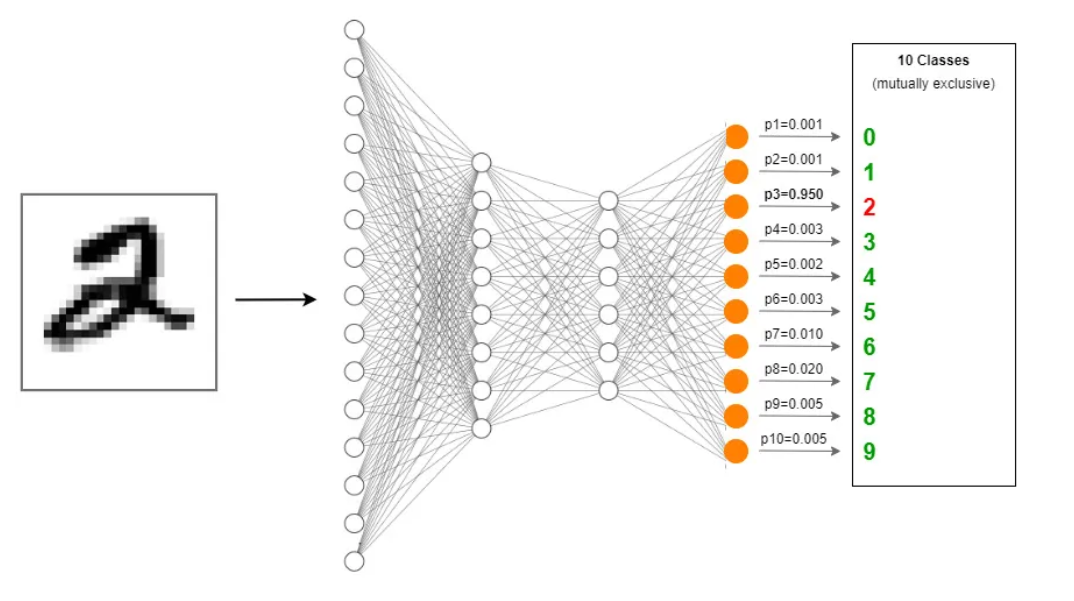 10 Classes
(mutually exclusive)
p1=0.001 0
p2=0.001 1
p3=0.950 2
p4=0.003 3
p5=0.002 4
p6=0.003 5
p7=0.010 6
p8=0.020 7
p9=0.005 8
p10=0.005 9
2